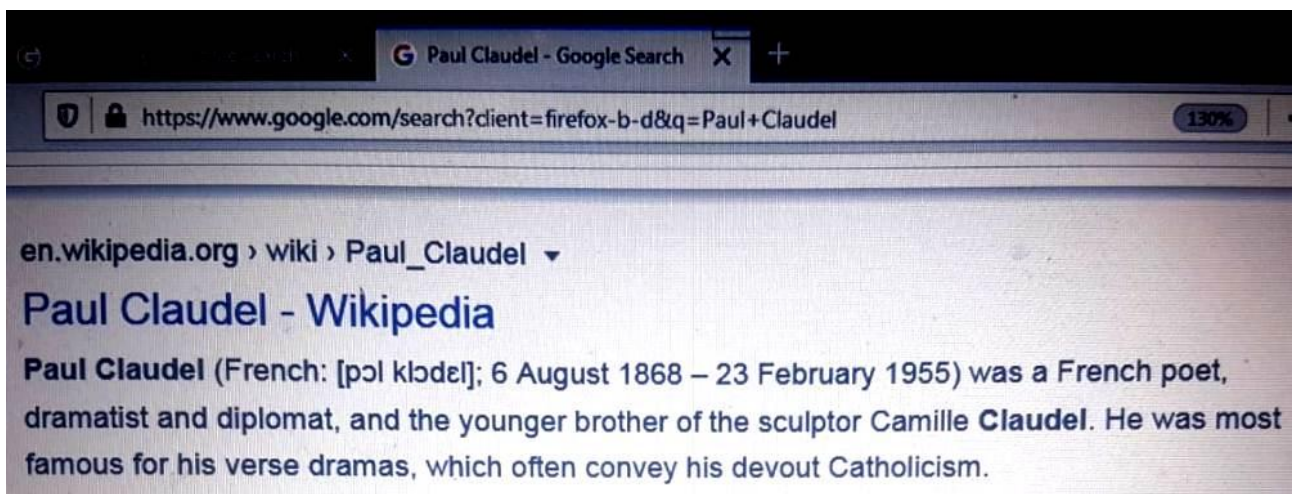 Paul Claudel - Google Search
https://www.google.com/search?client=firefox-b-d&q=Paul+Claudel 130%
en.wikipedia.org › wiki › Paul_Claudel
Paul Claudel - Wikipedia
Paul Claudel (French: [pɔl klɔdɛl]; 6 August 1868 – 23 February 1955) was a French poet,
dramatist and diplomat, and the younger brother of the sculptor Camille Claudel. He was most
famous for his verse dramas, which often convey his devout Catholicism.